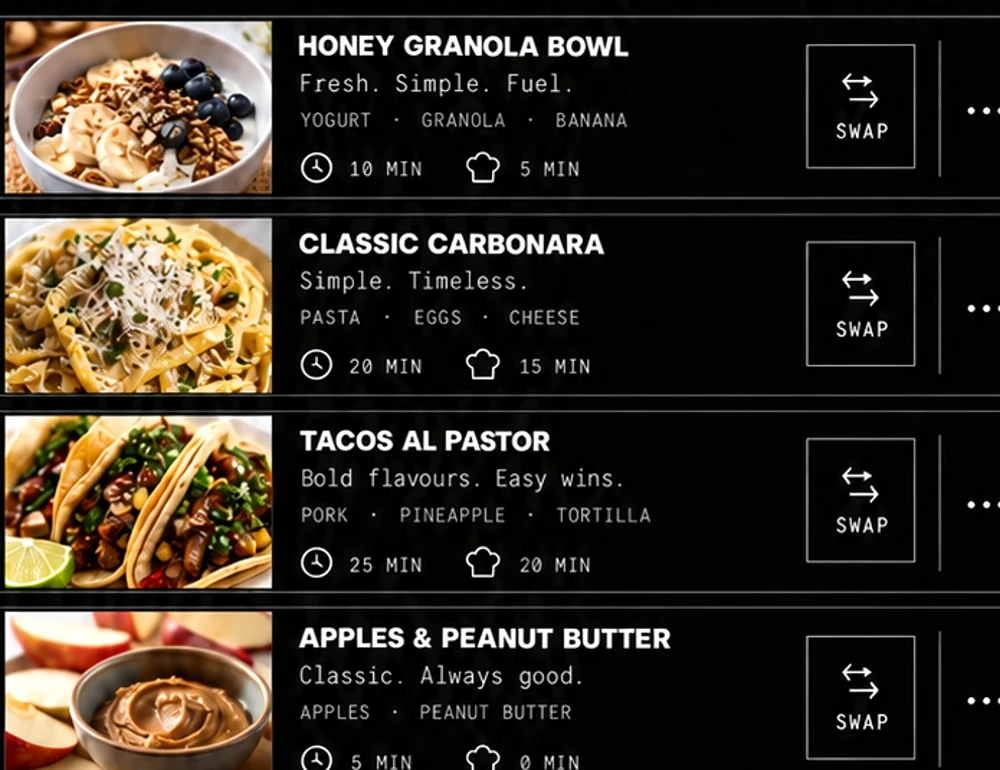 HONEY GRANOLA BOWL
Fresh. Simple. Fuel.
YOGURT · GRANOLA · BANANA
10 MIN 5 MIN
SWAP
CLASSIC CARBONARA
Simple. Timeless.
PASTA · EGGS · CHEESE
20 MIN 15 MIN
SWAP
TACOS AL PASTOR
Bold flavours. Easy wins.
PORK · PINEAPPLE · TORTILLA
25 MIN 20 MIN
SWAP
APPLES & PEANUT BUTTER
Classic. Always good.
APPLES · PEANUT BUTTER
5 MIN 0 MIN
SWAP